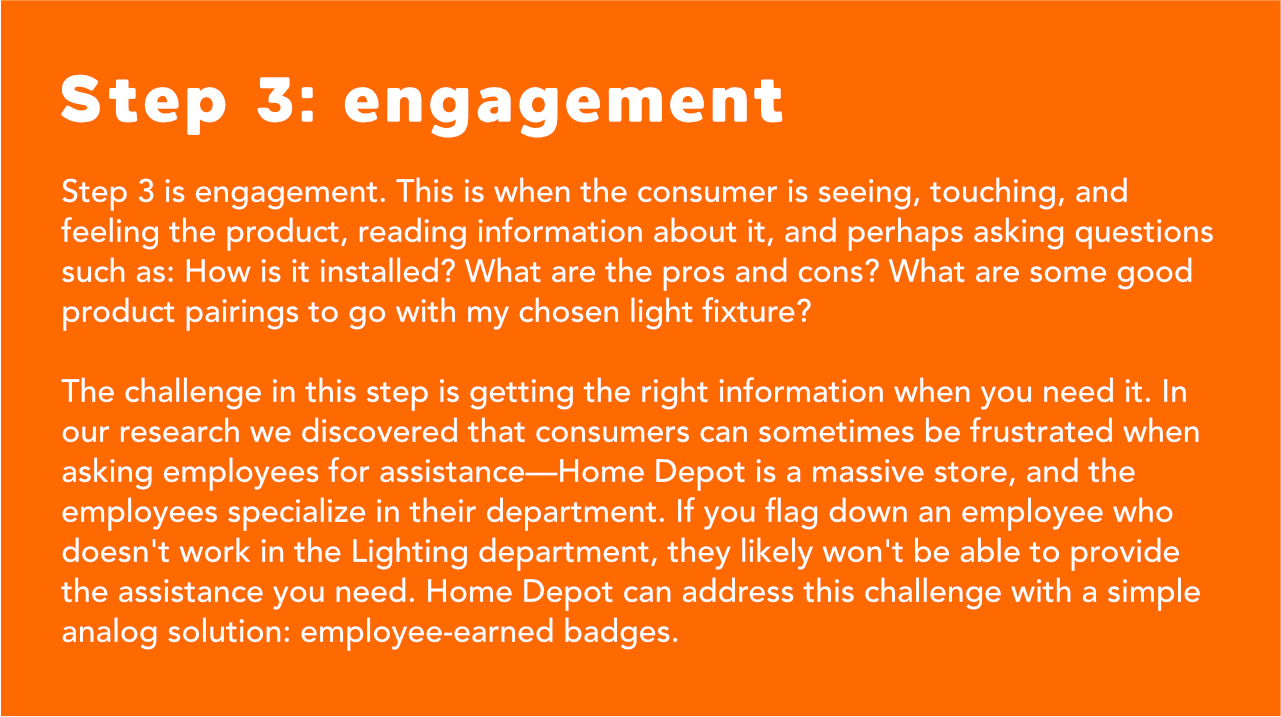 Step 3: engagement
Step 3 is engagement. This is when the consumer is seeing, touching, and
feeling the product, reading information about it, and perhaps asking questions
such as: How is it installed? What are the pros and cons? What are some good
product pairings to go with my chosen light fixture?
The challenge in this step is getting the right information when you need it. In
our research we discovered that consumers can sometimes be frustrated when
asking employees for assistance—Home Depot is a massive store, and the
employees specialize in their department. If you flag down an employee who
doesn't work in the Lighting department, they likely won't be able to provide
the assistance you need. Home Depot can address this challenge with a simple
analog solution: employee-earned badges.